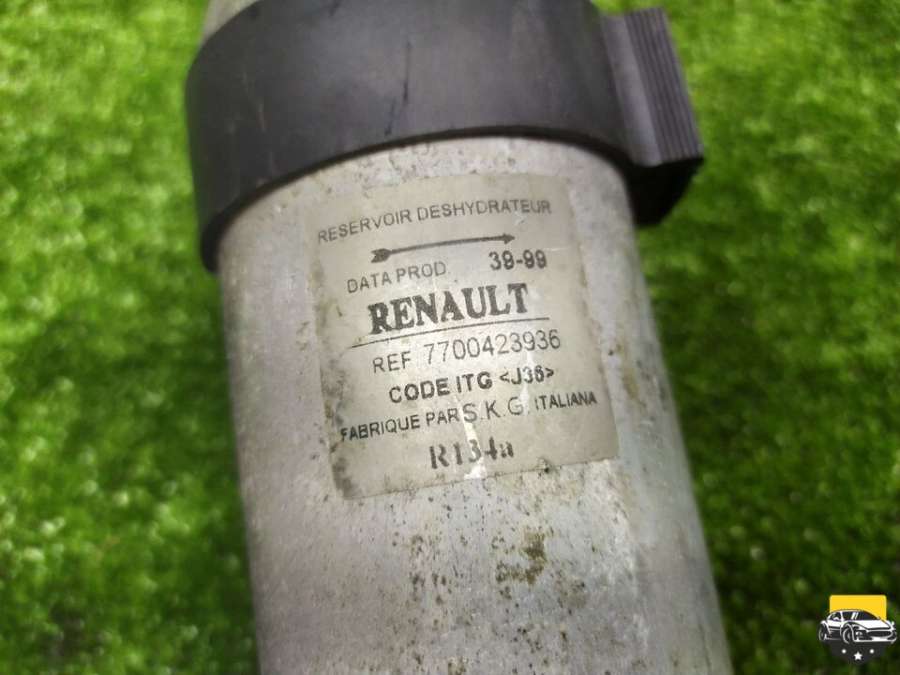 RESERVOIR DESHYDRATEUR
DATA PROD. 39-99
RENAULT
REF 7700423936
CODE ITG <J36>
FABRIQUE PAR S.K.G. ITALIANA
R134a